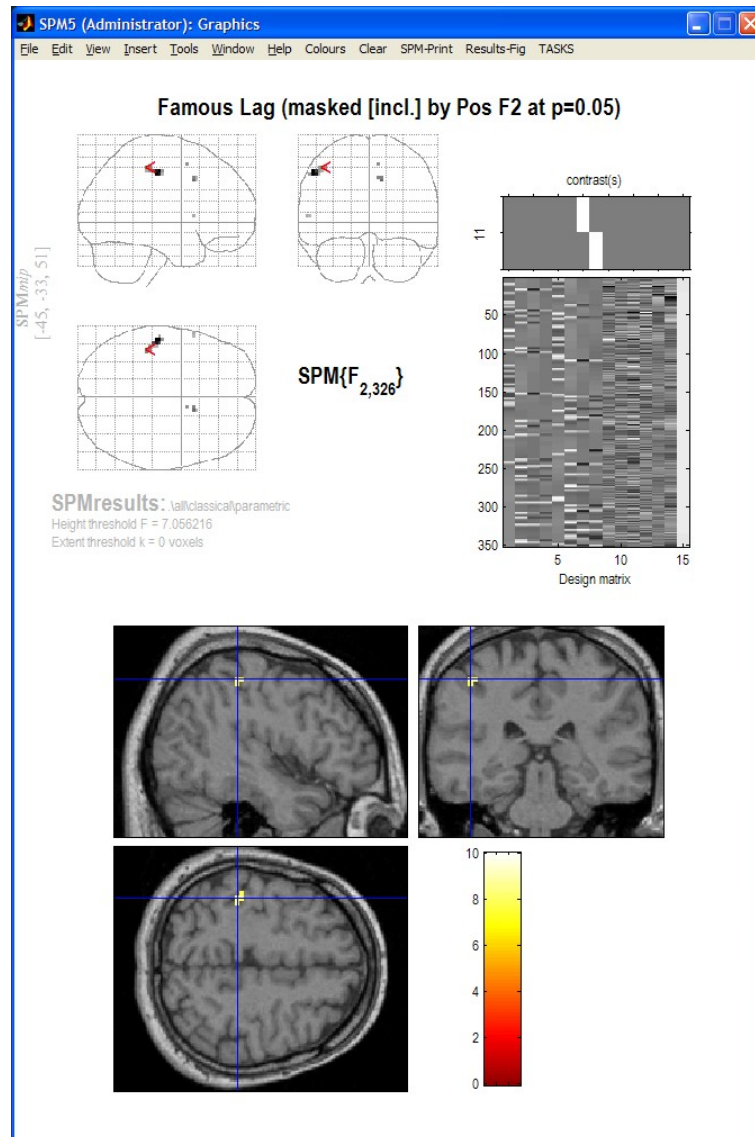 SPM5 (Administrator): Graphics
File Edit View Insert Tools Window Help Colours Clear SPM-Print Results-Fig TASKS
Famous Lag (masked [incl.] by Pos F2 at p=0.05)
SPMmip
[-45, -33, 51]
SPM{F2,326}
SPMresults: .\all\classical\parametric
Height threshold F = 7.056216
Extent threshold k = 0 voxels
contrast(s)
11
50
100
150
200
250
300
350
5 10 15
Design matrix
10
8
6
4
2
0